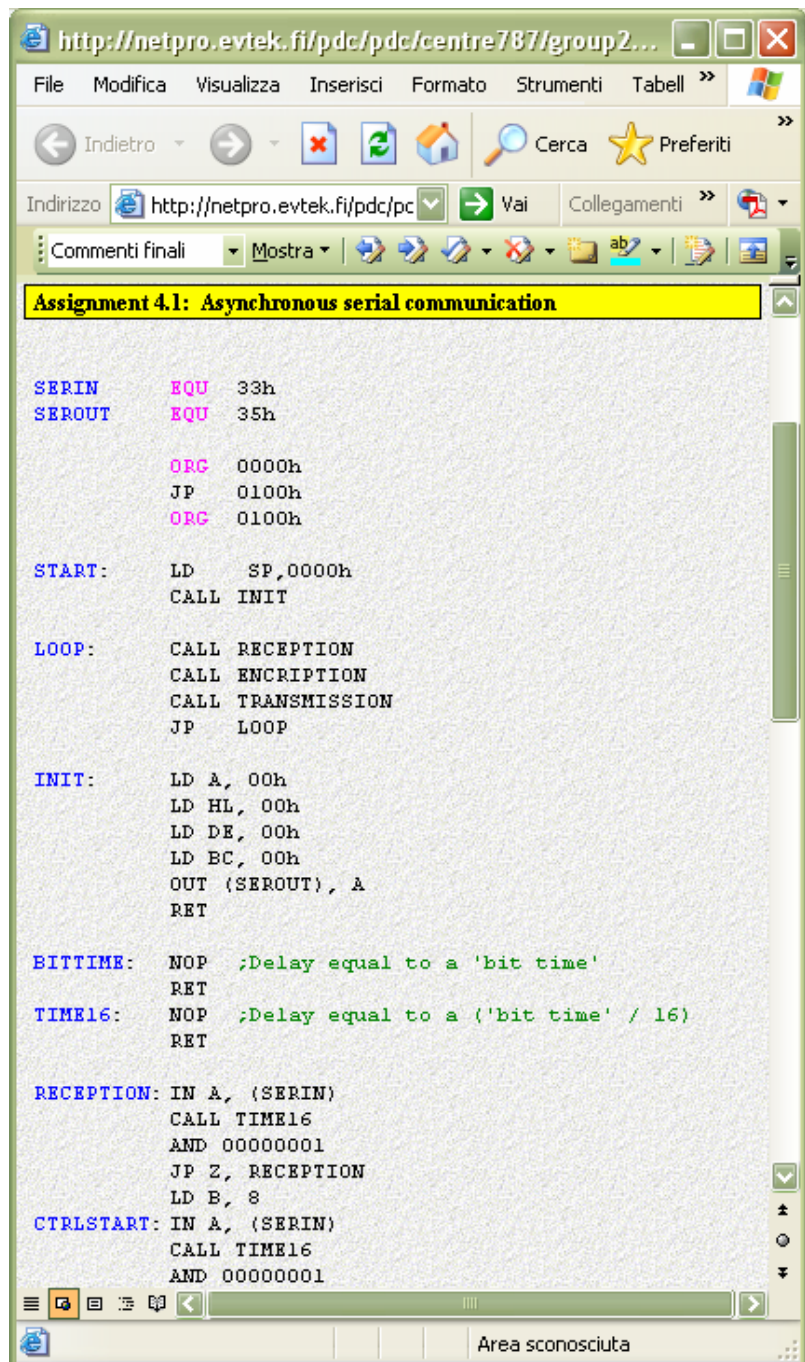 http://netpro.evtek.fi/pdc/pdc/centre787/group2...
File Modifica Visualizza Inserisci Formato Strumenti Tabell »
Indietro Cerca Preferiti »
Indirizzo http://netpro.evtek.fi/pdc/pc Vai Collegamenti »
Commenti finali Mostra
Assignment 4.1: Asynchronous serial communication
SERIN EQU 33h
SEROUT EQU 35h
ORG 0000h
JP 0100h
ORG 0100h
START: LD SP,0000h
CALL INIT
LOOP: CALL RECEPTION
CALL ENCRIPTION
CALL TRANSMISSION
JP LOOP
INIT: LD A, 00h
LD HL, 00h
LD DE, 00h
LD BC, 00h
OUT (SEROUT), A
RET
BITTIME: NOP ;Delay equal to a 'bit time'
RET
TIME16: NOP ;Delay equal to a ('bit time' / 16)
RET
RECEPTION: IN A, (SERIN)
CALL TIME16
AND 00000001
JP Z, RECEPTION
LD B, 8
CTRLSTART: IN A, (SERIN)
CALL TIME16
AND 00000001
Area sconosciuta